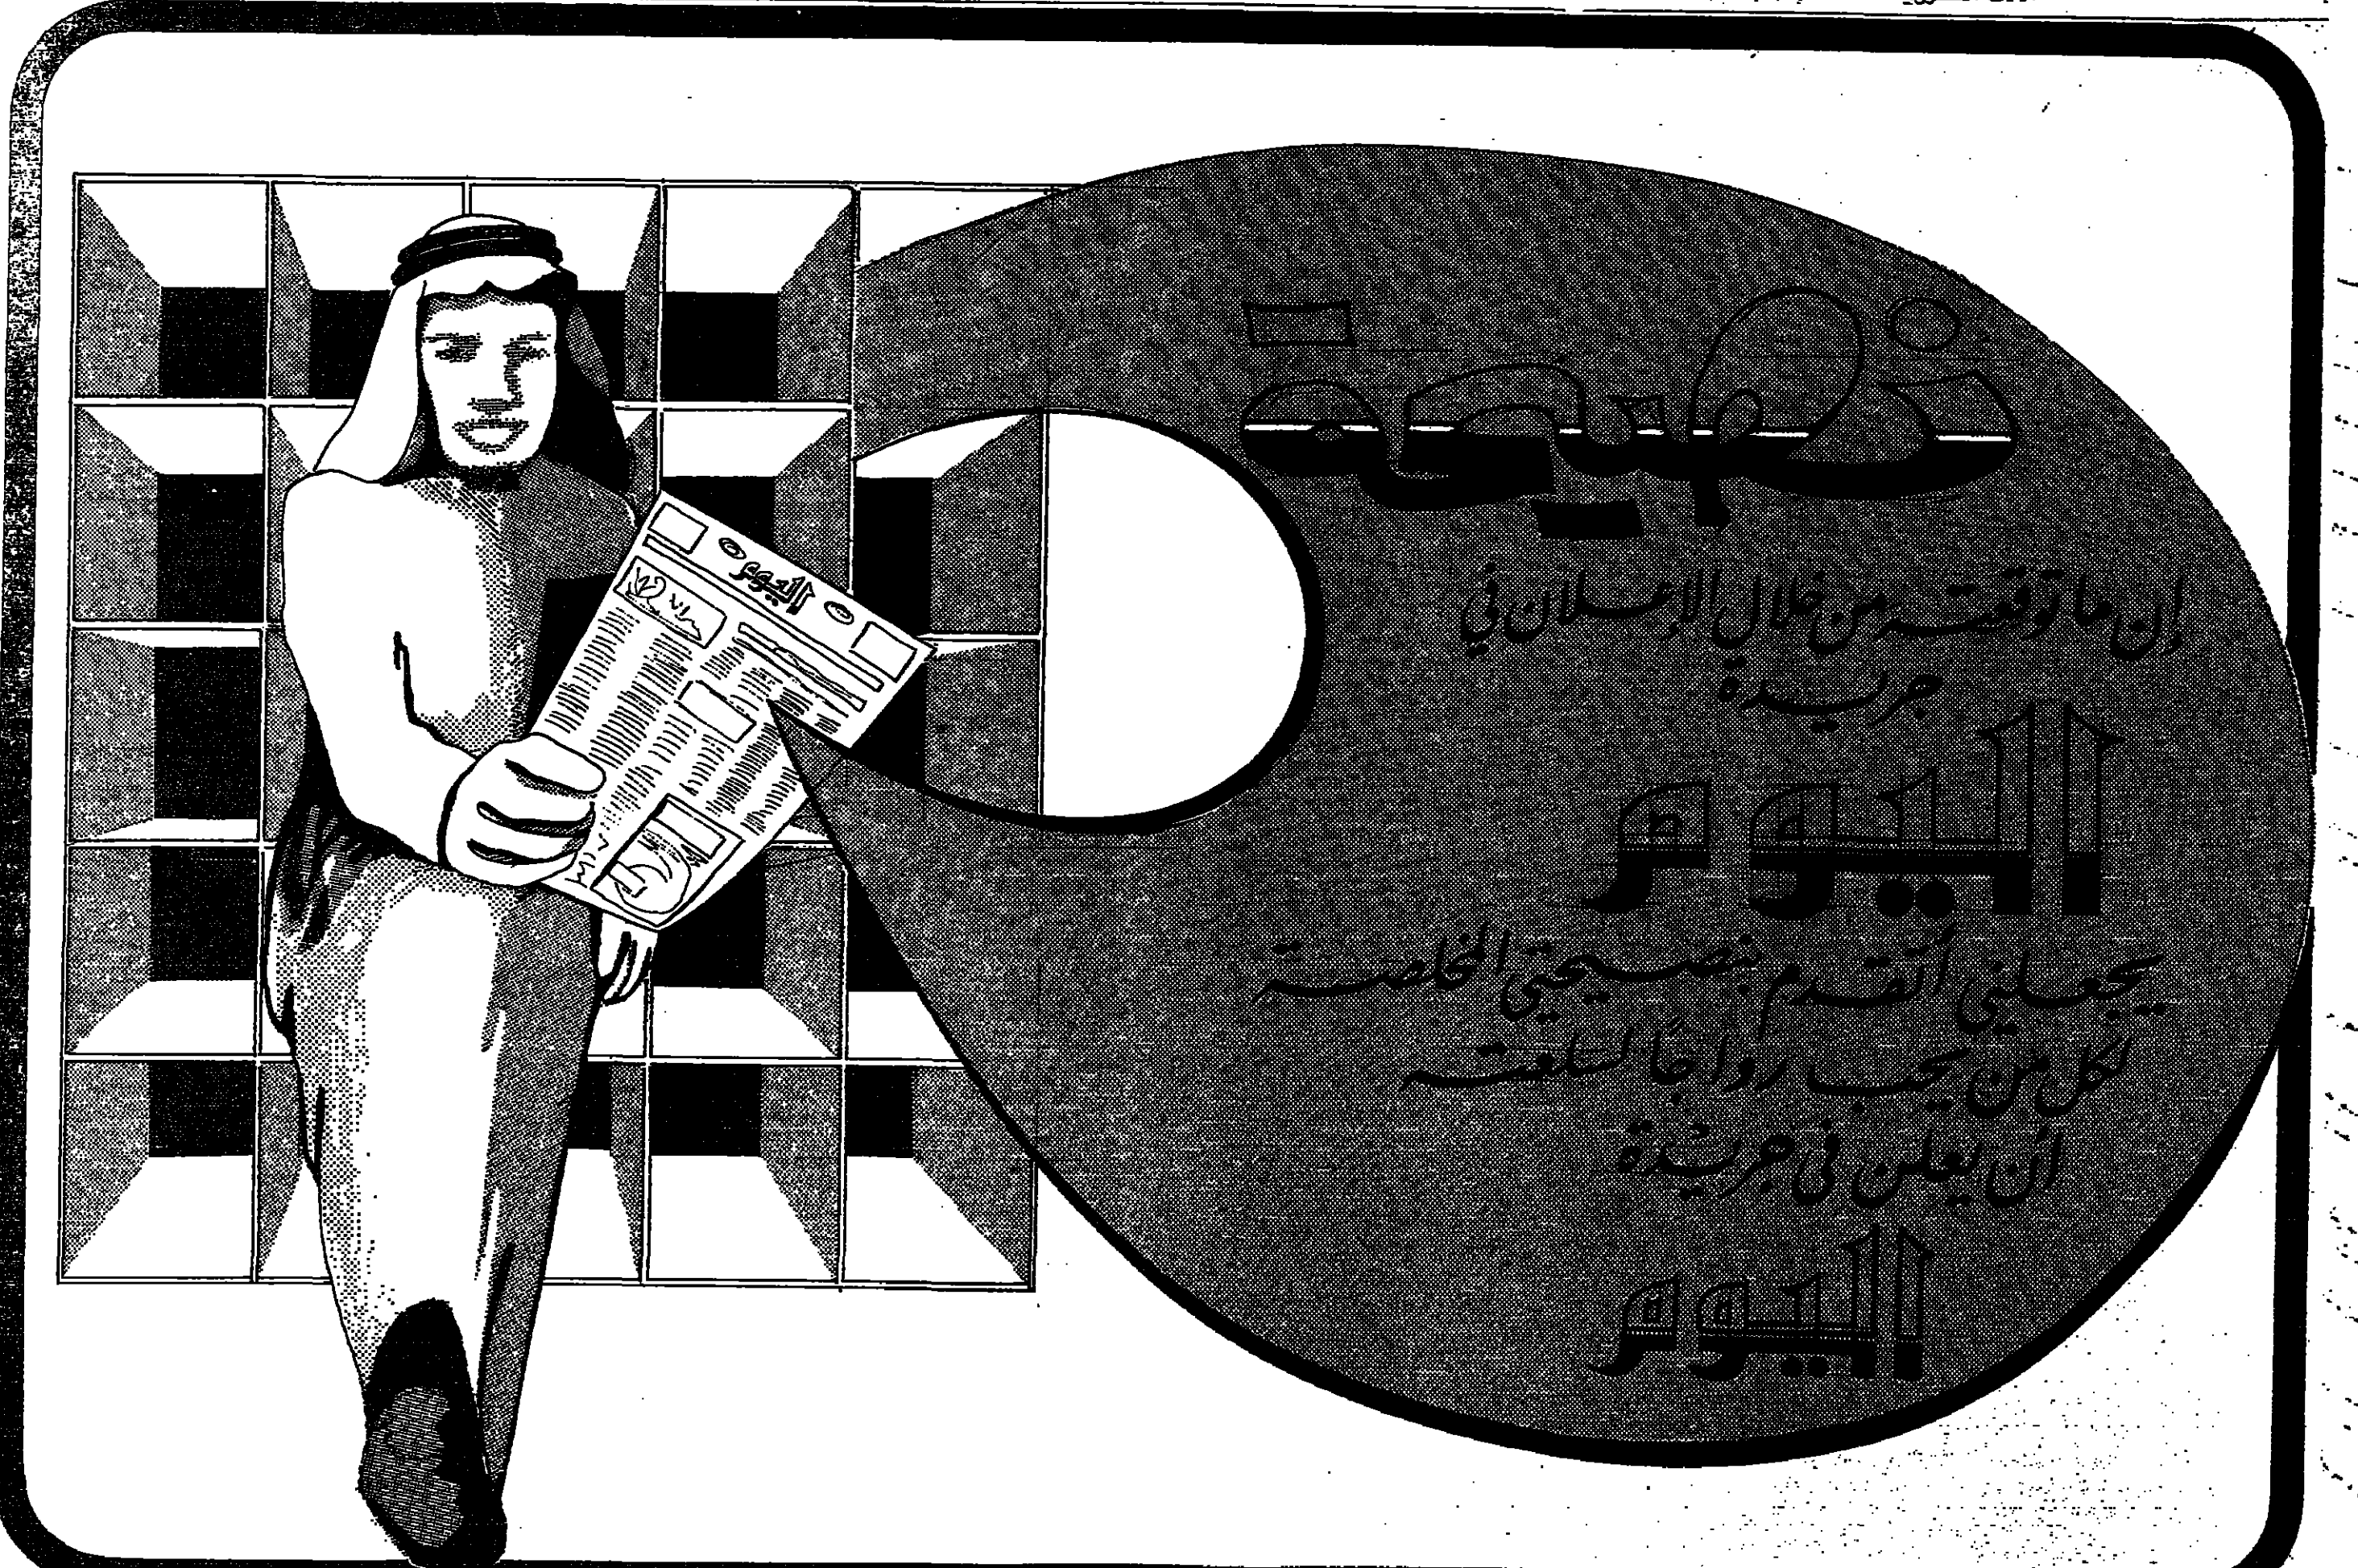 نصيحة
إن ما توقعته من خلال الإعلان في
جريدة
اليوم
يجعلني أتقدم بنصيحتي الخاصة
لكل من يحب رواجاً لسلعته
أن يعلن في جريدة
اليوم
اليوم